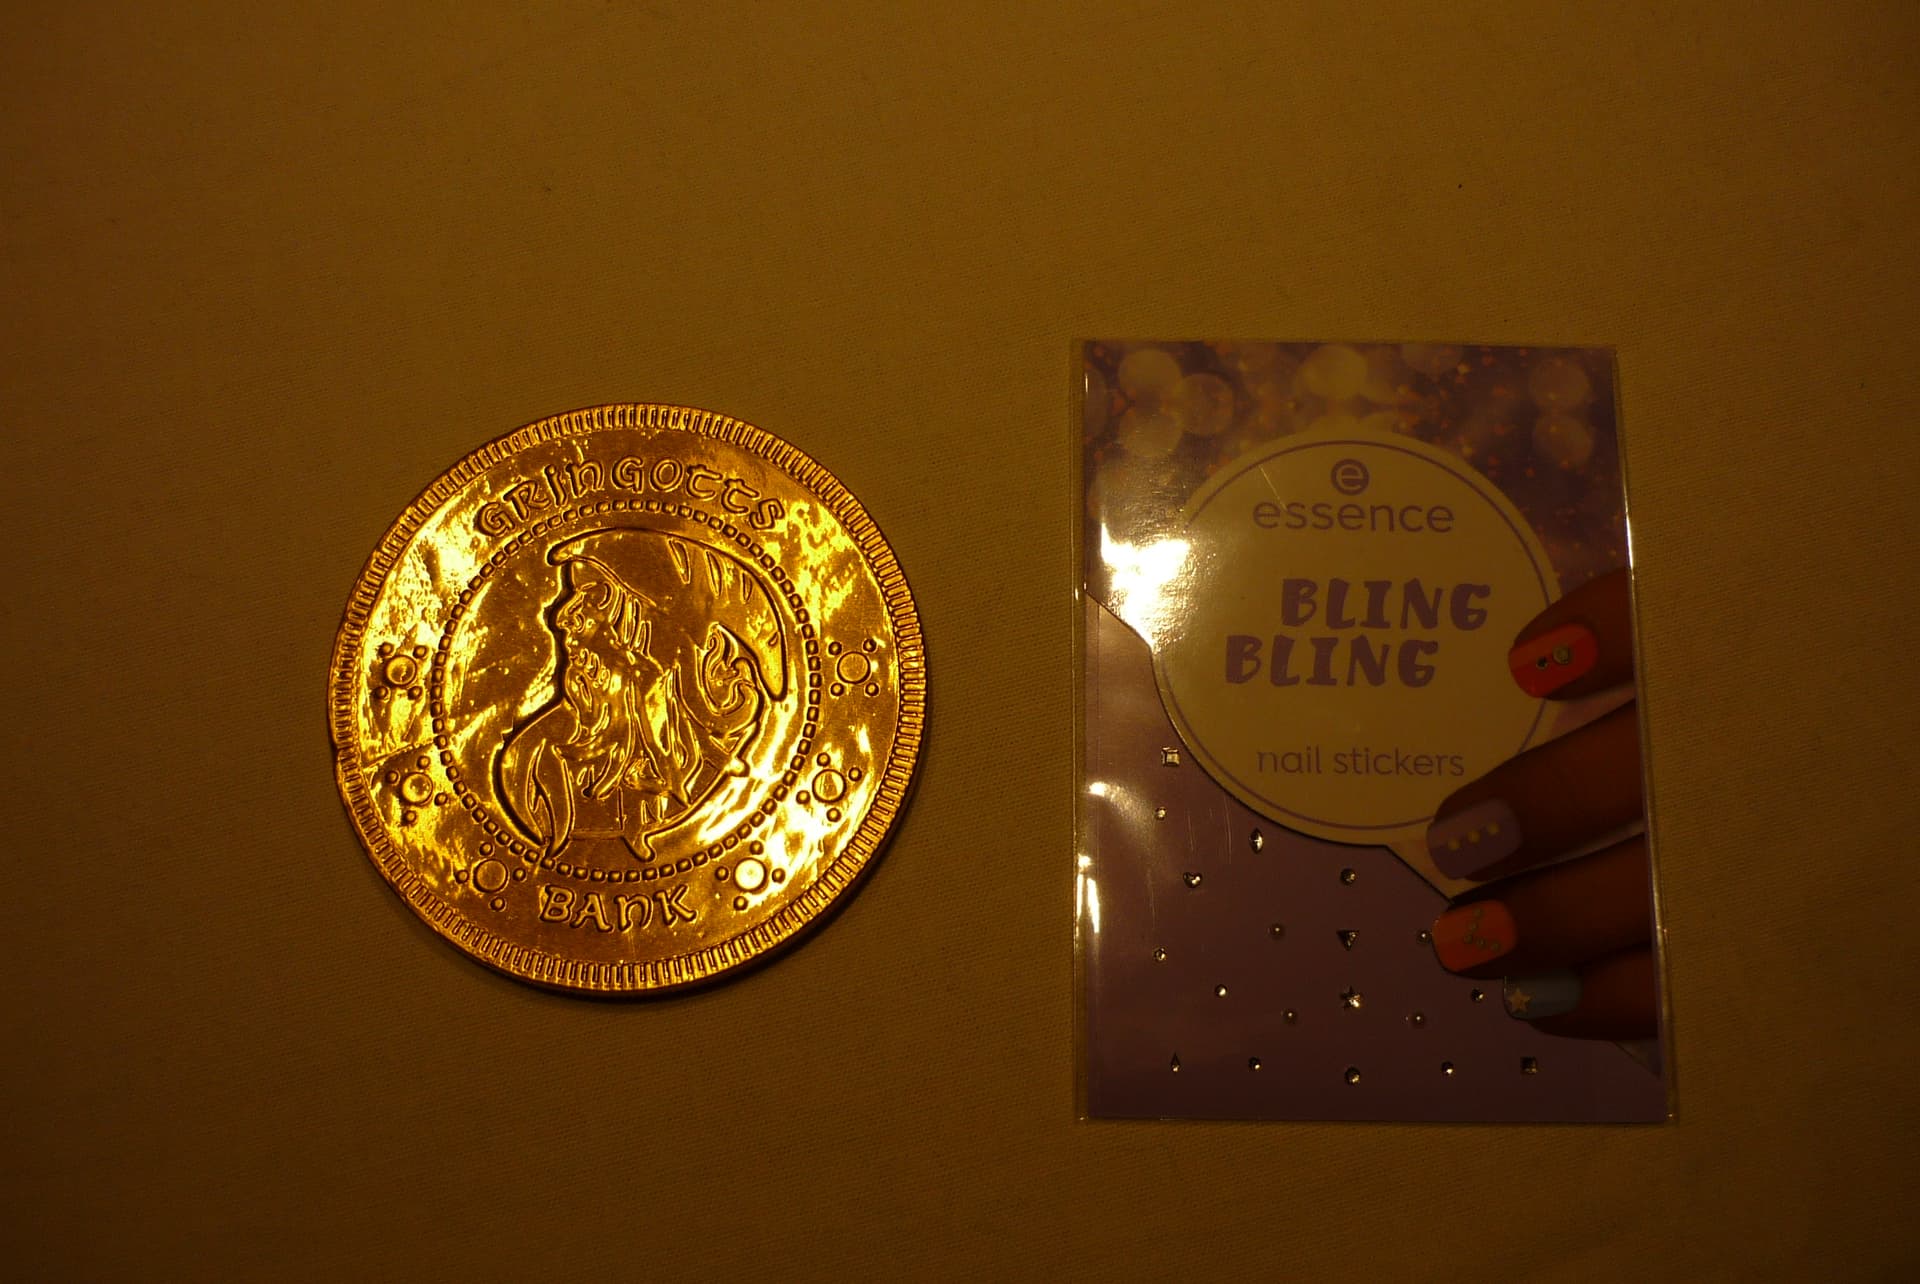 GRINGOTTS
BANK
e
essence
BLING
BLING
nail stickers